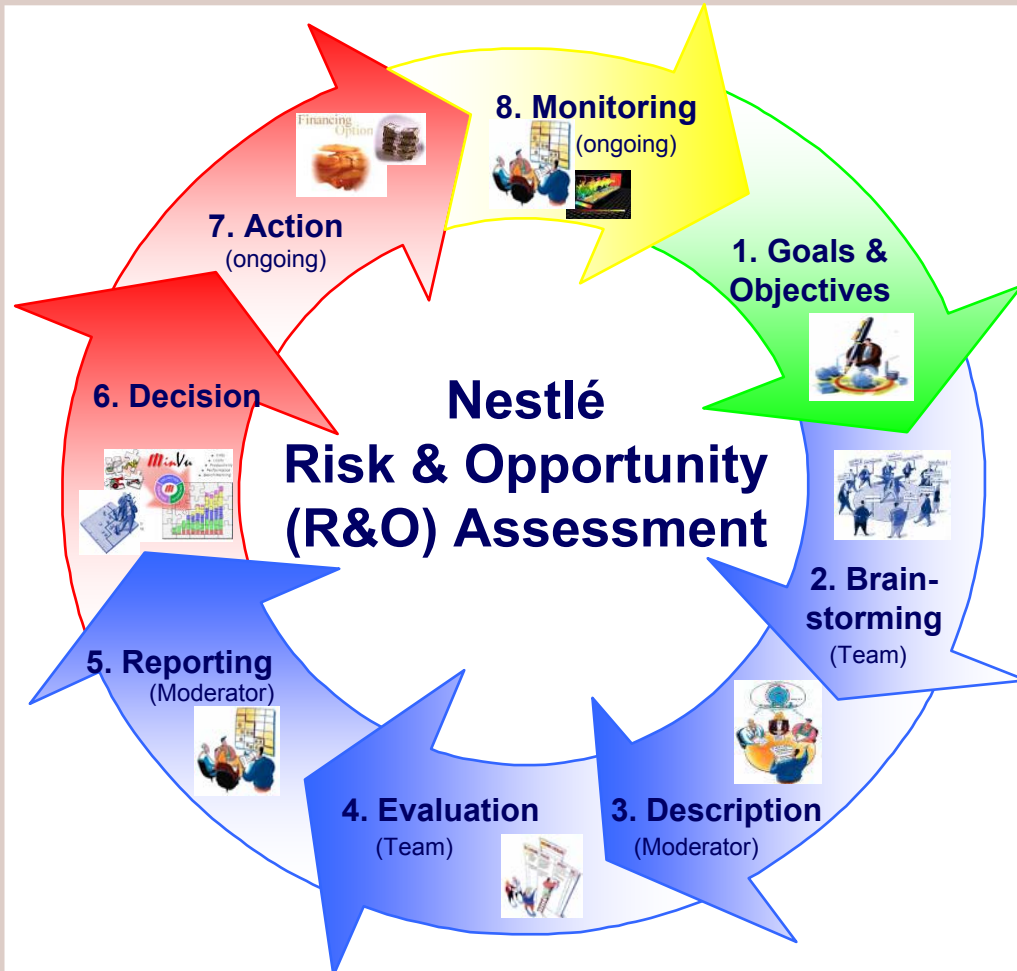 Nestlé
Risk & Opportunity
(R&O) Assessment
1. Goals &
Objectives
2. Brain-
storming
(Team)
3. Description
(Moderator)
4. Evaluation
(Team)
5. Reporting
(Moderator)
6. Decision
MinVu
7. Action
(ongoing)
Financing
Option
8. Monitoring
(ongoing)